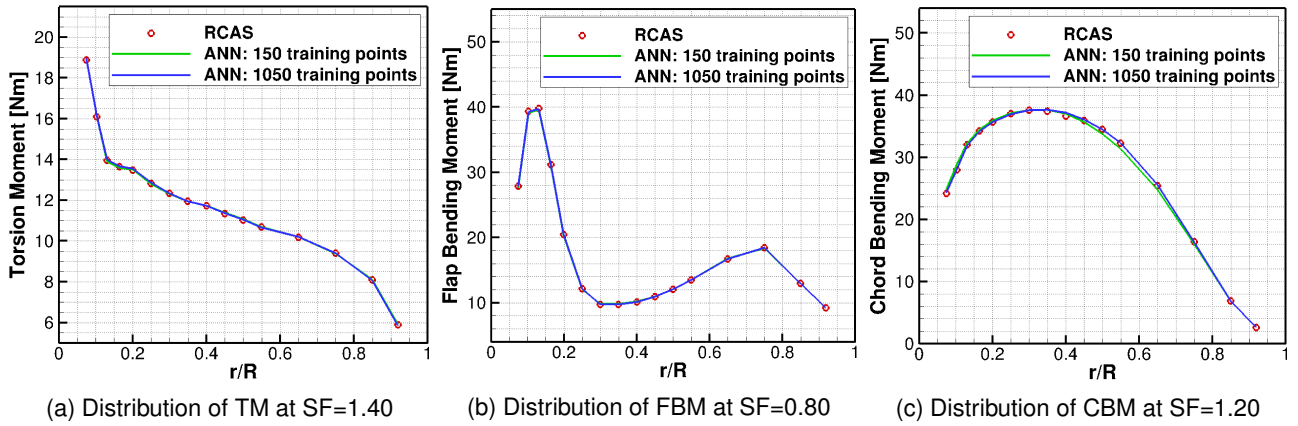 RCAS
ANN: 150 training points
ANN: 1050 training points
Torsion Moment [Nm]
20
18
16
14
12
10
8
6
0
0.2
0.4
0.6
0.8
1
r/R
(a) Distribution of TM at SF=1.40
RCAS
ANN: 150 training points
ANN: 1050 training points
Flap Bending Moment [Nm]
50
40
30
20
10
0
0.2
0.4
0.6
0.8
1
r/R
(b) Distribution of FBM at SF=0.80
RCAS
ANN: 150 training points
ANN: 1050 training points
Chord Bending Moment [Nm]
50
40
30
20
10
0
0
0.2
0.4
0.6
0.8
1
r/R
(c) Distribution of CBM at SF=1.20